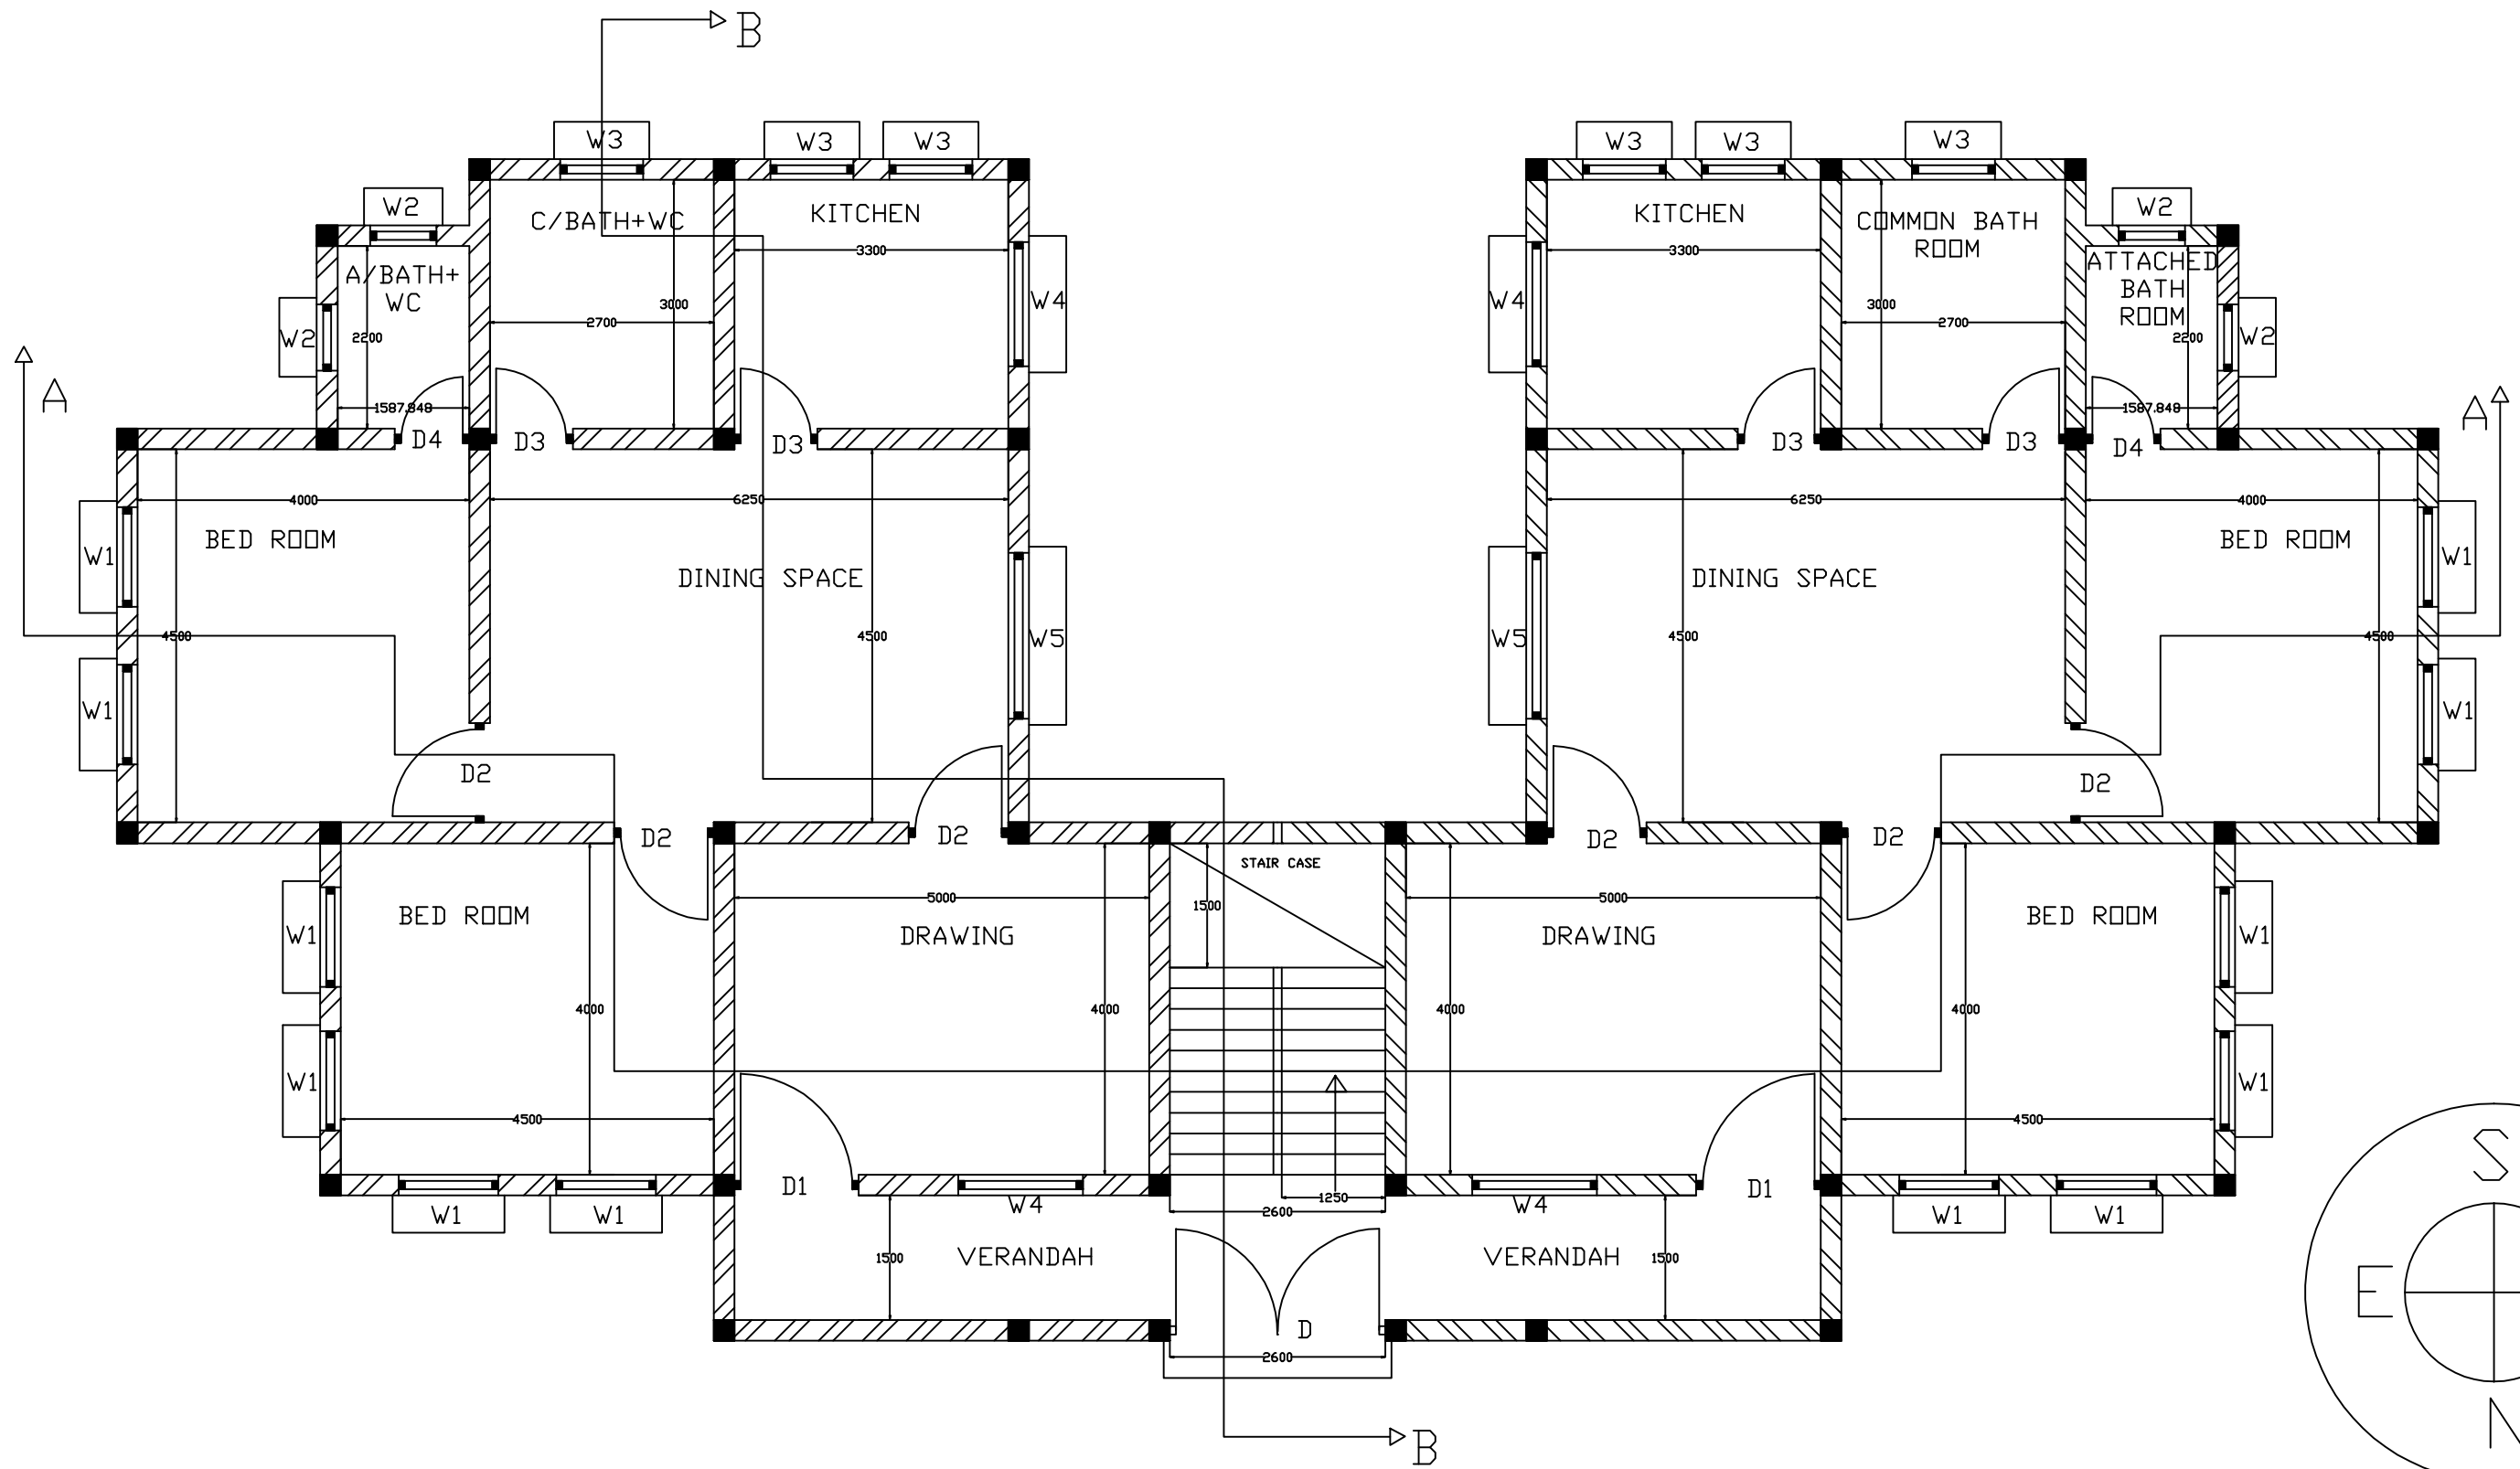 B
W3 W3 W3 W3 W3 W3
W2 W2
C/BATH+WC KITCHEN KITCHEN COMMON BATH
ROOM
3300 3300
A/BATH+
WC
ATTACHED
BATH
ROOM
3000 3000
W4 W4
2700 2700
W2 2200 2200 W2
A A
1587.848 1587.848
D4 D3 D3 D3 D3 D4
4000 6250 6250 4000
BED ROOM BED ROOM
W1 W1
DINING SPACE DINING SPACE
4500 4500 W5 W5 4500 4500
W1 W1
D2 D2
D2 D2 D2 D2
STAIR CASE
5000 1500 5000
BED ROOM BED ROOM
W1 DRAWING DRAWING W1
4000 4000 4000 4000
W1 W1
4500 4500
S
D1 D1
1250
W1 W1 W4 2600 W4 W1 W1
VERANDAH VERANDAH
1500 1500
E
D
2600
N
B